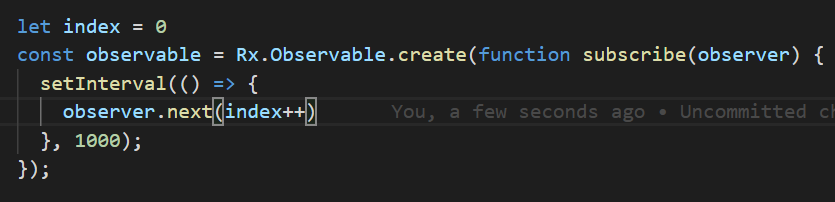 let index = 0
const observable = Rx.Observable.create(function subscribe(observer) {
  setInterval(() => {
    observer.next(index++)       You, a few seconds ago • Uncommitted ch
  }, 1000);
});